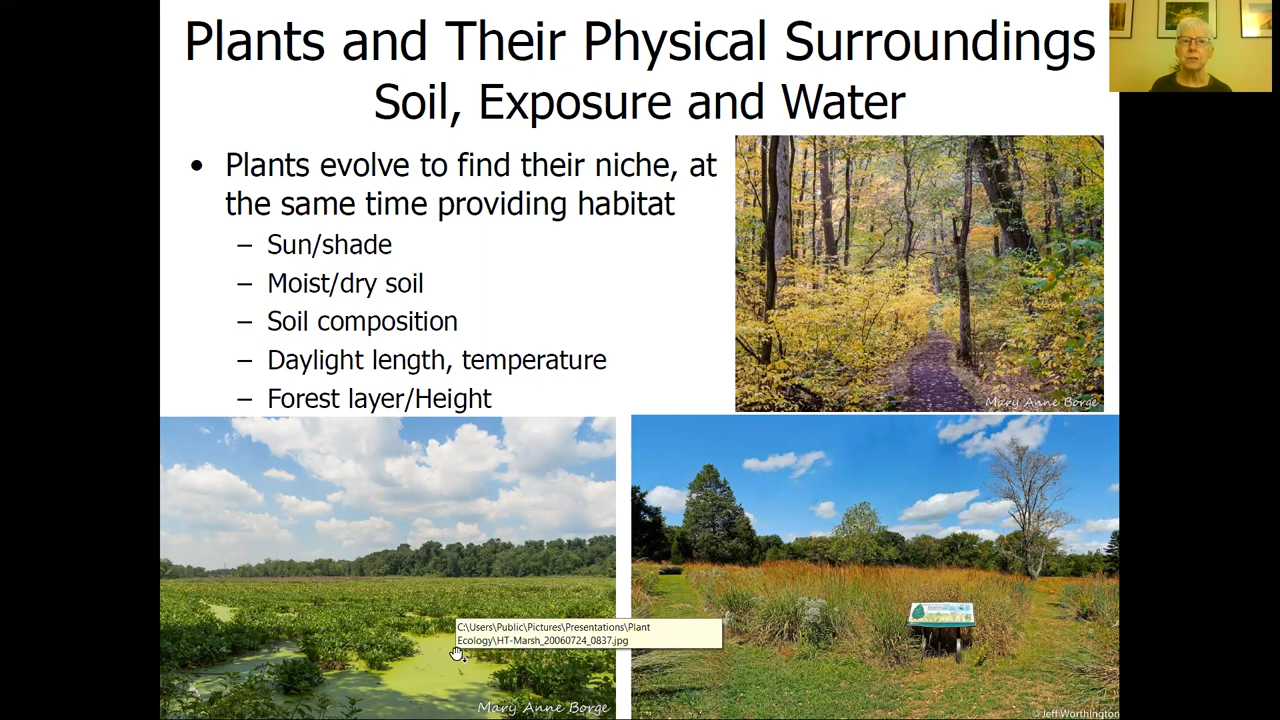 Plants and Their Physical Surroundings
Soil, Exposure and Water
• Plants evolve to find their niche, at
the same time providing habitat
– Sun/shade
– Moist/dry soil
– Soil composition
– Daylight length, temperature
– Forest layer/Height
Mary Anne Borge
C:\Users\Public\Pictures\Presentations\Plant
Ecology\HT-Marsh_20060724_0837.jpg
Mary Anne Borge
© Jeff Worthington